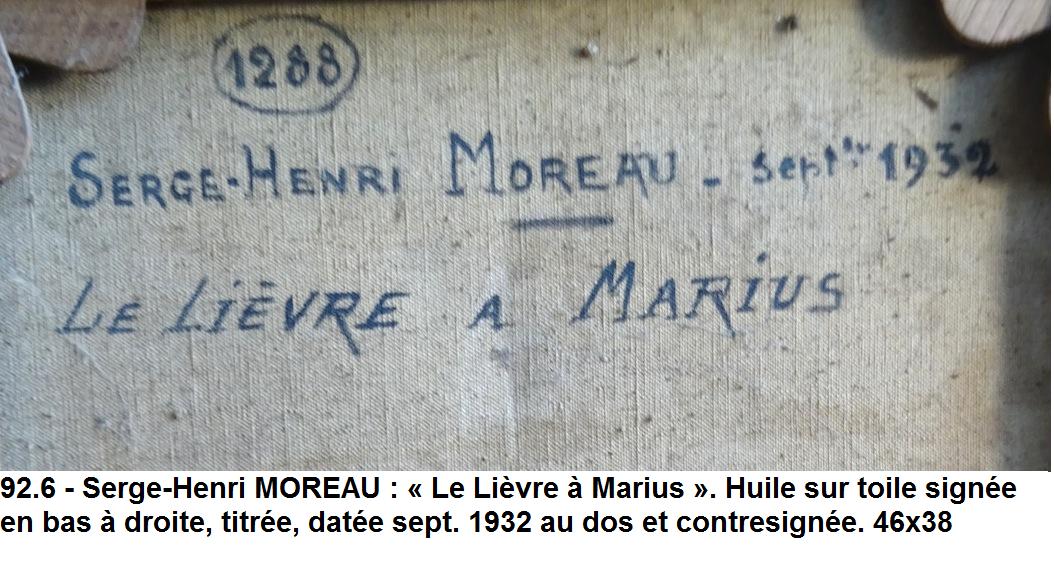 1288
SERGE-HENRI MOREAU - septbre 1932
LE LIÈVRE A MARIUS
92.6 - Serge-Henri MOREAU : « Le Lièvre à Marius ». Huile sur toile signée
en bas à droite, titrée, datée sept. 1932 au dos et contresignée. 46x38